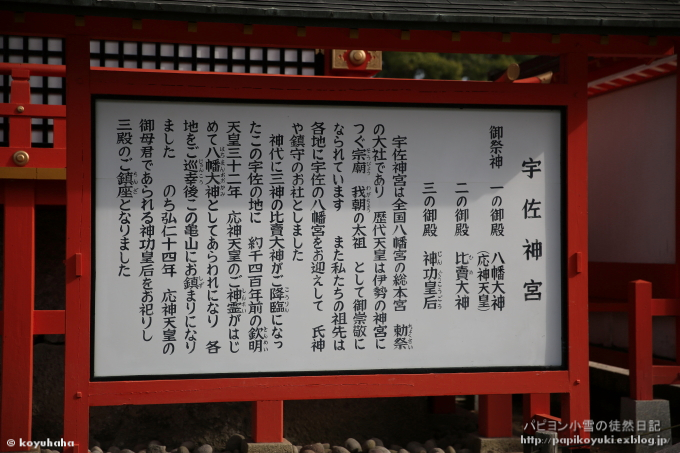 宇佐神宮
御祭神 一の御殿 八幡大神
(応神天皇)
二の御殿 比賣大神
三の御殿 神功皇后
宇佐神宮は全国八幡宮の総本宮 勅祭
の大社であり 歴代天皇は伊勢の神宮に
つぐ宗廟 我朝の太祖 として御崇敬に
なられています また私たちの祖先は
各地に宇佐の八幡宮をお迎えして 氏神
や鎮守のお社としました
神代に三神の比賣大神がご降臨になっ
たこの宇佐の地に 約千四百年前の欽明
天皇三十二年 応神天皇のご神霊がはじ
めて八幡大神としてあらわれになり 各
地をご巡幸後この亀山にお鎮まりになり
ました のち弘仁十四年 応神天皇の
御母君であられる神功皇后をお祀りし
三殿のご鎮座となりました
© koyuhaha
パピヨン小雪の徒然日記
http://papikoyuki.exblog.jp/